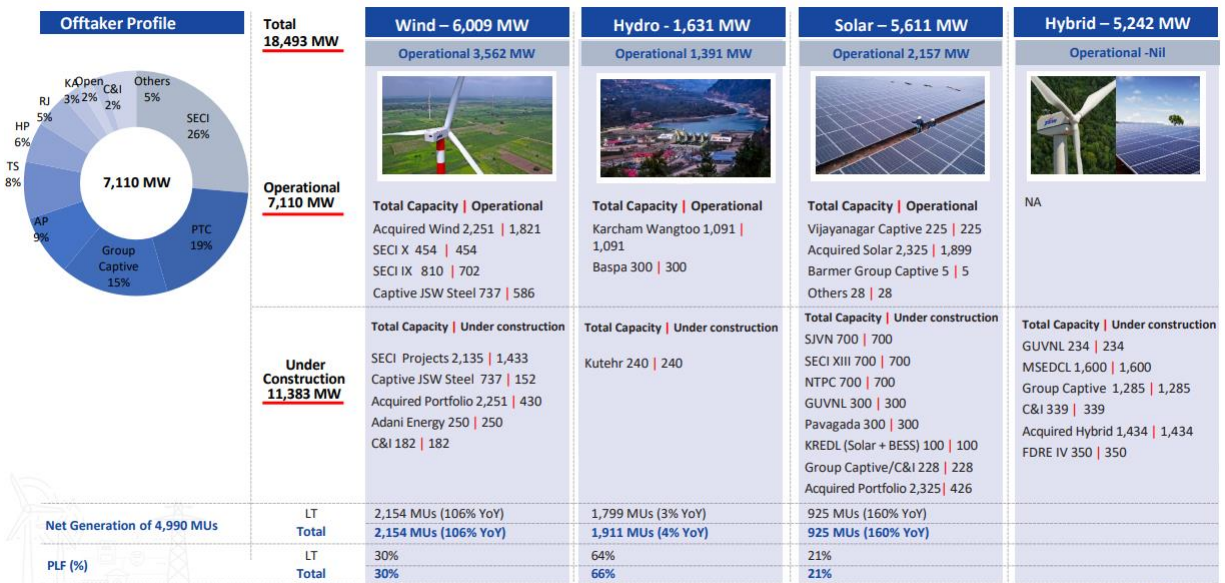 Offtaker Profile
Others
5%
C&I
2%
Open
2%
KA
3%
RJ
5%
HP
6%
TS
8%
AP
9%
Group
Captive
15%
PTC
19%
SECI
26%
7,110 MW
Total
18,493 MW
Wind – 6,009 MW
Hydro - 1,631 MW
Solar – 5,611 MW
Hybrid – 5,242 MW
Operational 3,562 MW
Operational 1,391 MW
Operational 2,157 MW
Operational -Nil
Operational
7,110 MW
Total Capacity | Operational
Acquired Wind 2,251 | 1,821
SECI X 454 | 454
SECI IX 810 | 702
Captive JSW Steel 737 | 586
Total Capacity | Operational
Karcham Wangtoo 1,091 |
1,091
Baspa 300 | 300
Total Capacity | Operational
Vijayanagar Captive 225 | 225
Acquired Solar 2,325 | 1,899
Barmer Group Captive 5 | 5
Others 28 | 28
NA
Under
Construction
11,383 MW
Total Capacity | Under construction
SECI Projects 2,135 | 1,433
Captive JSW Steel 737 | 152
Acquired Portfolio 2,251 | 430
Adani Energy 250 | 250
C&I 182 | 182
Total Capacity | Under construction
Kutehr 240 | 240
Total Capacity | Under construction
SJVN 700 | 700
SECI XIII 700 | 700
NTPC 700 | 700
GUVNL 300 | 300
Pavagada 300 | 300
KREDL (Solar + BESS) 100 | 100
Group Captive/C&I 228 | 228
Acquired Portfolio 2,325| 426
Total Capacity | Under construction
GUVNL 234 | 234
MSEDCL 1,600 | 1,600
Group Captive 1,285 | 1,285
C&I 339 | 339
Acquired Hybrid 1,434 | 1,434
FDRE IV 350 | 350
Net Generation of 4,990 MUs
LT 2,154 MUs (106% YoY) 1,799 MUs (3% YoY) 925 MUs (160% YoY)
Total 2,154 MUs (106% YoY) 1,911 MUs (4% YoY) 925 MUs (160% YoY)
PLF (%)
LT 30% 64% 21%
Total 30% 66% 21%